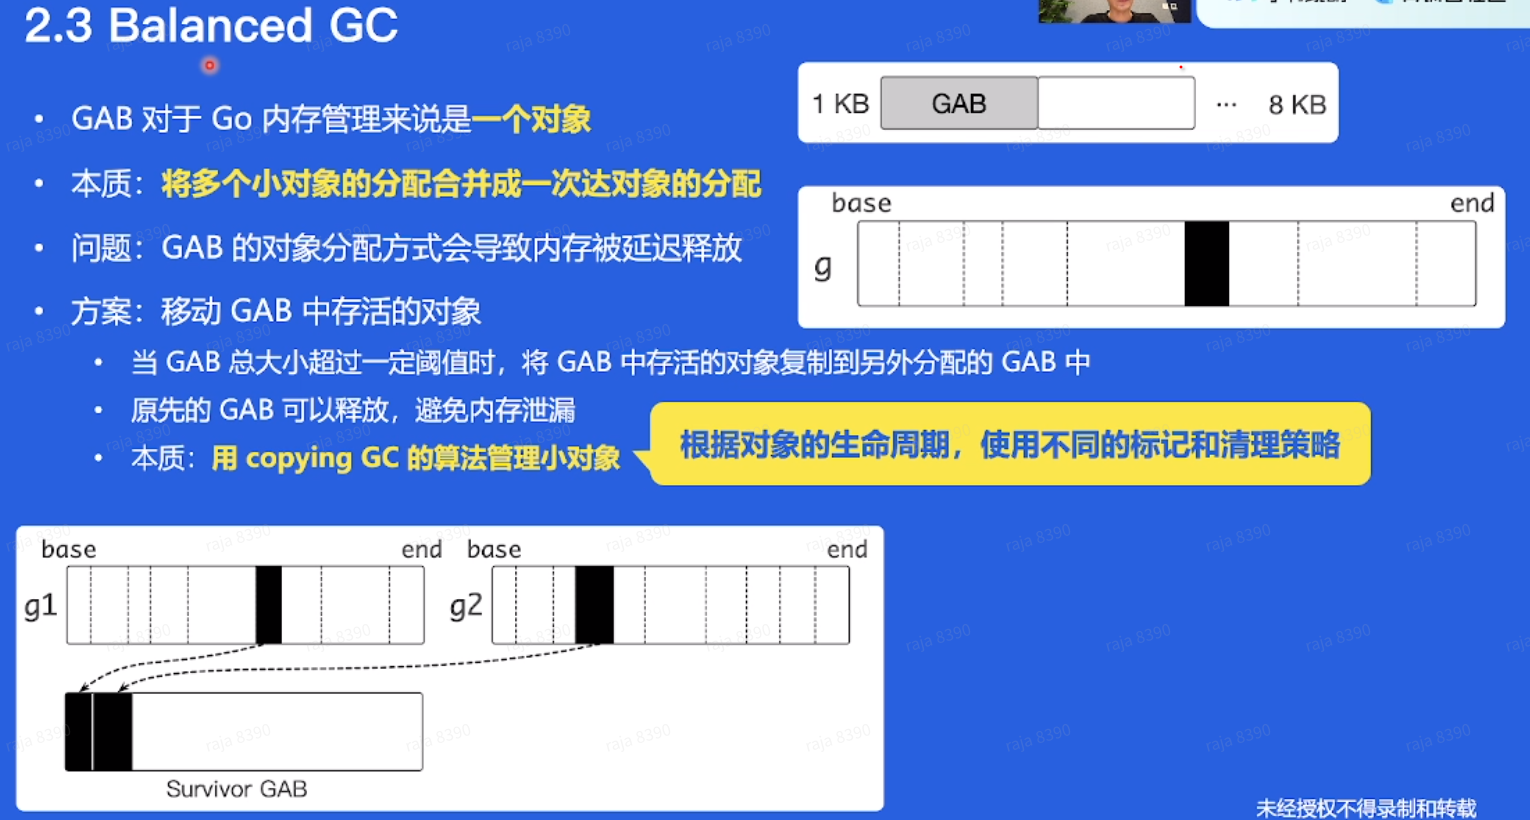 2.3 Balanced GC
• GAB 对于 Go 内存管理来说是一个对象
• 本质：将多个小对象的分配合并成一次达对象的分配
• 问题：GAB 的对象分配方式会导致内存被延迟释放
• 方案：移动 GAB 中存活的对象
• 当 GAB 总大小超过一定阈值时，将 GAB 中存活的对象复制到另外分配的 GAB 中
• 原先的 GAB 可以释放，避免内存泄漏
• 本质：用 copying GC 的算法管理小对象
根据对象的生命周期，使用不同的标记和清理策略
1 KB GAB ... 8 KB
base end
g
base end base end
g1 g2
Survivor GAB
未经授权不得录制和转载
raja 8390